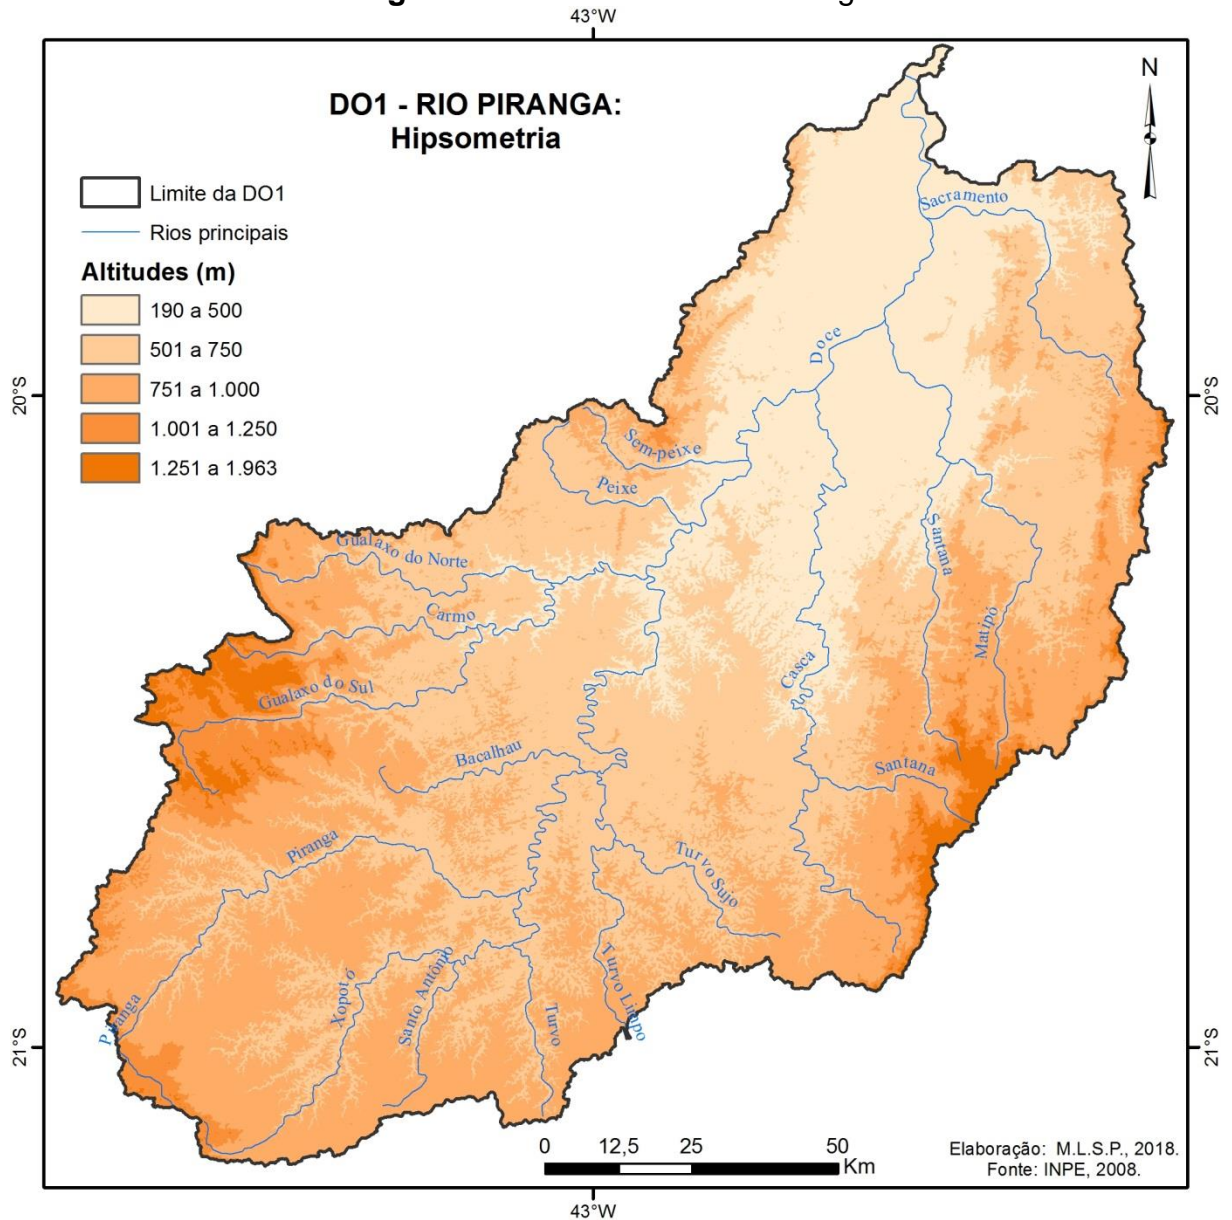 43°W
DO1 - RIO PIRANGA:
Hipsometria
N
Limite da DO1
Rios principais
Altitudes (m)
190 a 500
501 a 750
751 a 1.000
1.001 a 1.250
1.251 a 1.963
Sacramento
Doce
20°S
20°S
Sem-peixe
Peixe
Gualaxo do Norte
Santana
Carmo
Matipó
Casca
Gualaxo do Sul
Bacalhau
Santana
Piranga
Turvo Sujo
Xopotó
Santo Antônio
Turvo
Turvo Limpo
Piranga
21°S
21°S
0 12,5 25 50
Km
Elaboração: M.L.S.P., 2018.
Fonte: INPE, 2008.
43°W